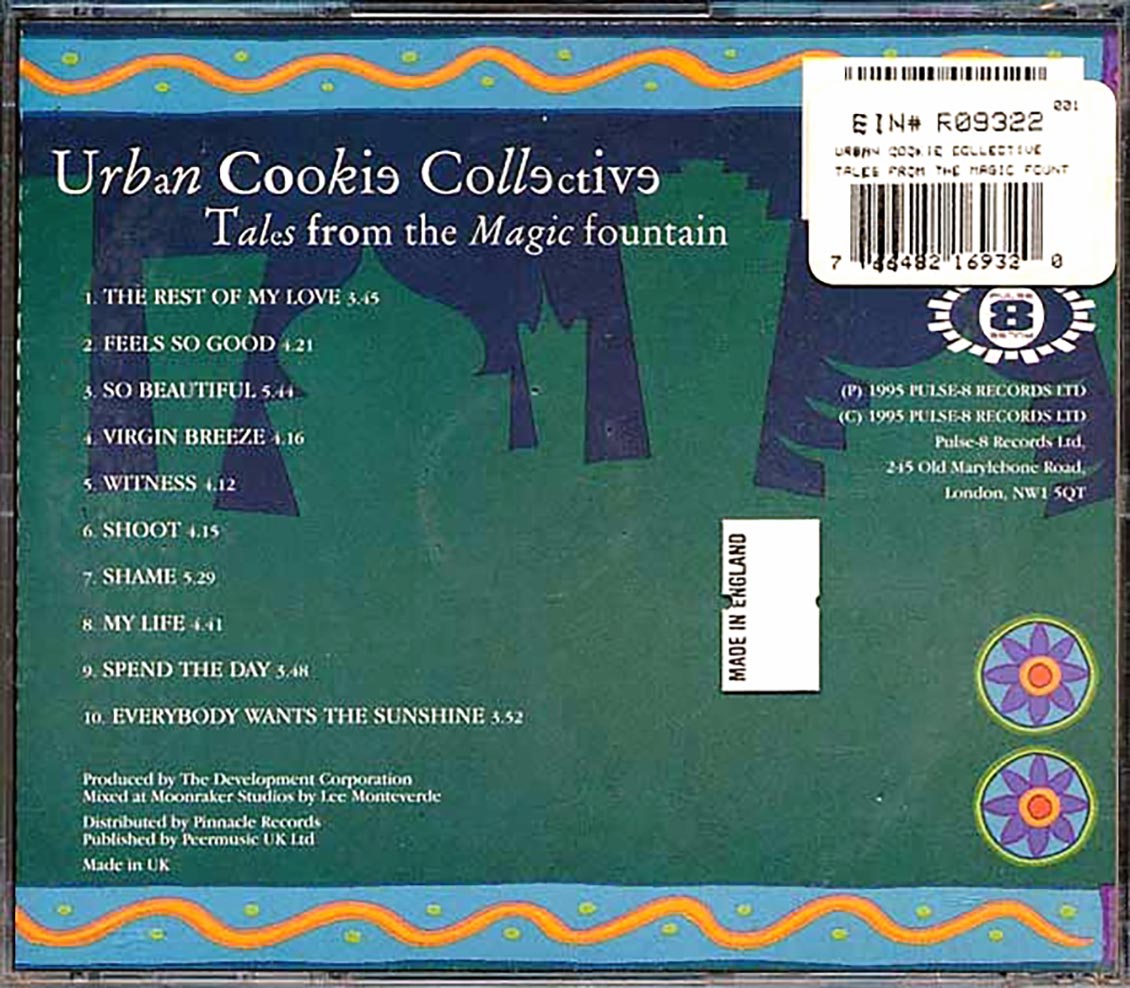 Urban Cookie Collective
Tales from the Magic fountain
1. THE REST OF MY LOVE 3.45
2. FEELS SO GOOD 4.21
3. SO BEAUTIFUL 5.44
4. VIRGIN BREEZE 4.16
5. WITNESS 4.12
6. SHOOT 4.15
7. SHAME 5.29
8. MY LIFE 4.41
9. SPEND THE DAY 3.48
10. EVERYBODY WANTS THE SUNSHINE 3.52
Produced by The Development Corporation
Mixed at Moonraker Studios by Lee Monteverde
Distributed by Pinnacle Records
Published by Peermusic UK Ltd
Made in UK
001
EIN# R09322
URBAN COOKIE COLLECTIVE
TALES FROM THE MAGIC FOUNT
7 66482 16932 0
PULSE
8
(P) 1995 PULSE-8 RECORDS LTD
(C) 1995 PULSE-8 RECORDS LTD
Pulse-8 Records Ltd,
245 Old Marylebone Road,
London, NW1 5QT
MADE IN ENGLAND